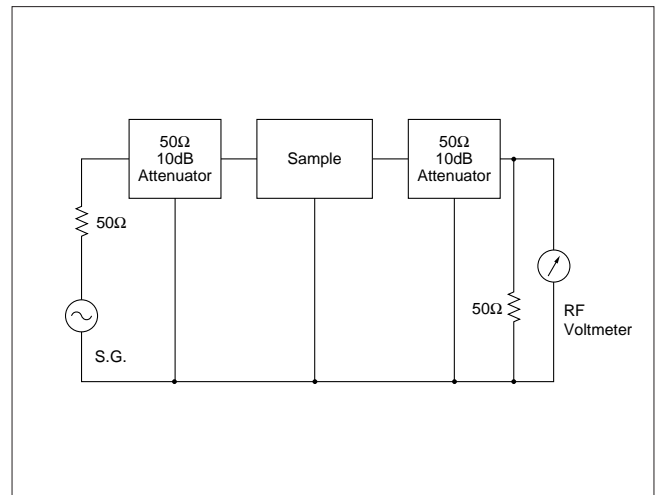 50Ω
10dB
Attenuator
Sample
50Ω
10dB
Attenuator
50Ω
50Ω
RF
Voltmeter
S.G.